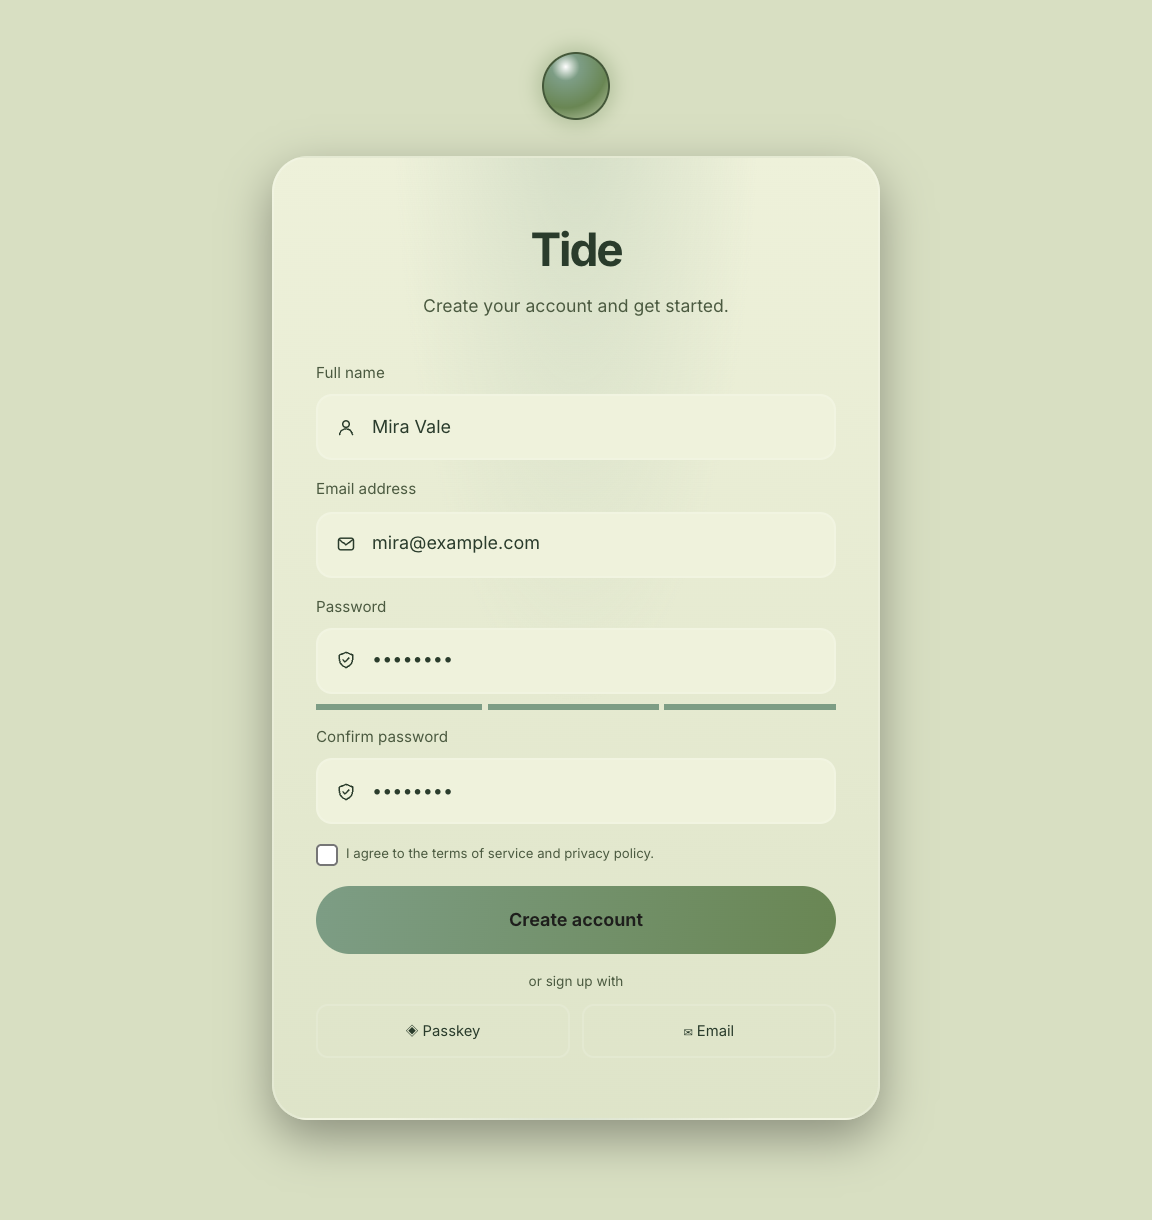 Tide
Create your account and get started.
Full name
Mira Vale
Email address
mira@example.com
Password
••••••••
Confirm password
••••••••
I agree to the terms of service and privacy policy.
Create account
or sign up with
◈ Passkey
✉ Email